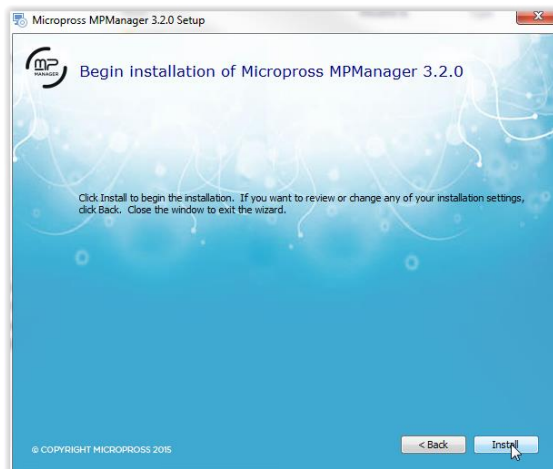 Micropross MPManager 3.2.0 Setup
MP
MANAGER
Begin installation of Micropross MPManager 3.2.0
Click Install to begin the installation. If you want to review or change any of your installation settings,
click Back. Close the window to exit the wizard.
© COPYRIGHT MICROPROSS 2015
< Back
Install